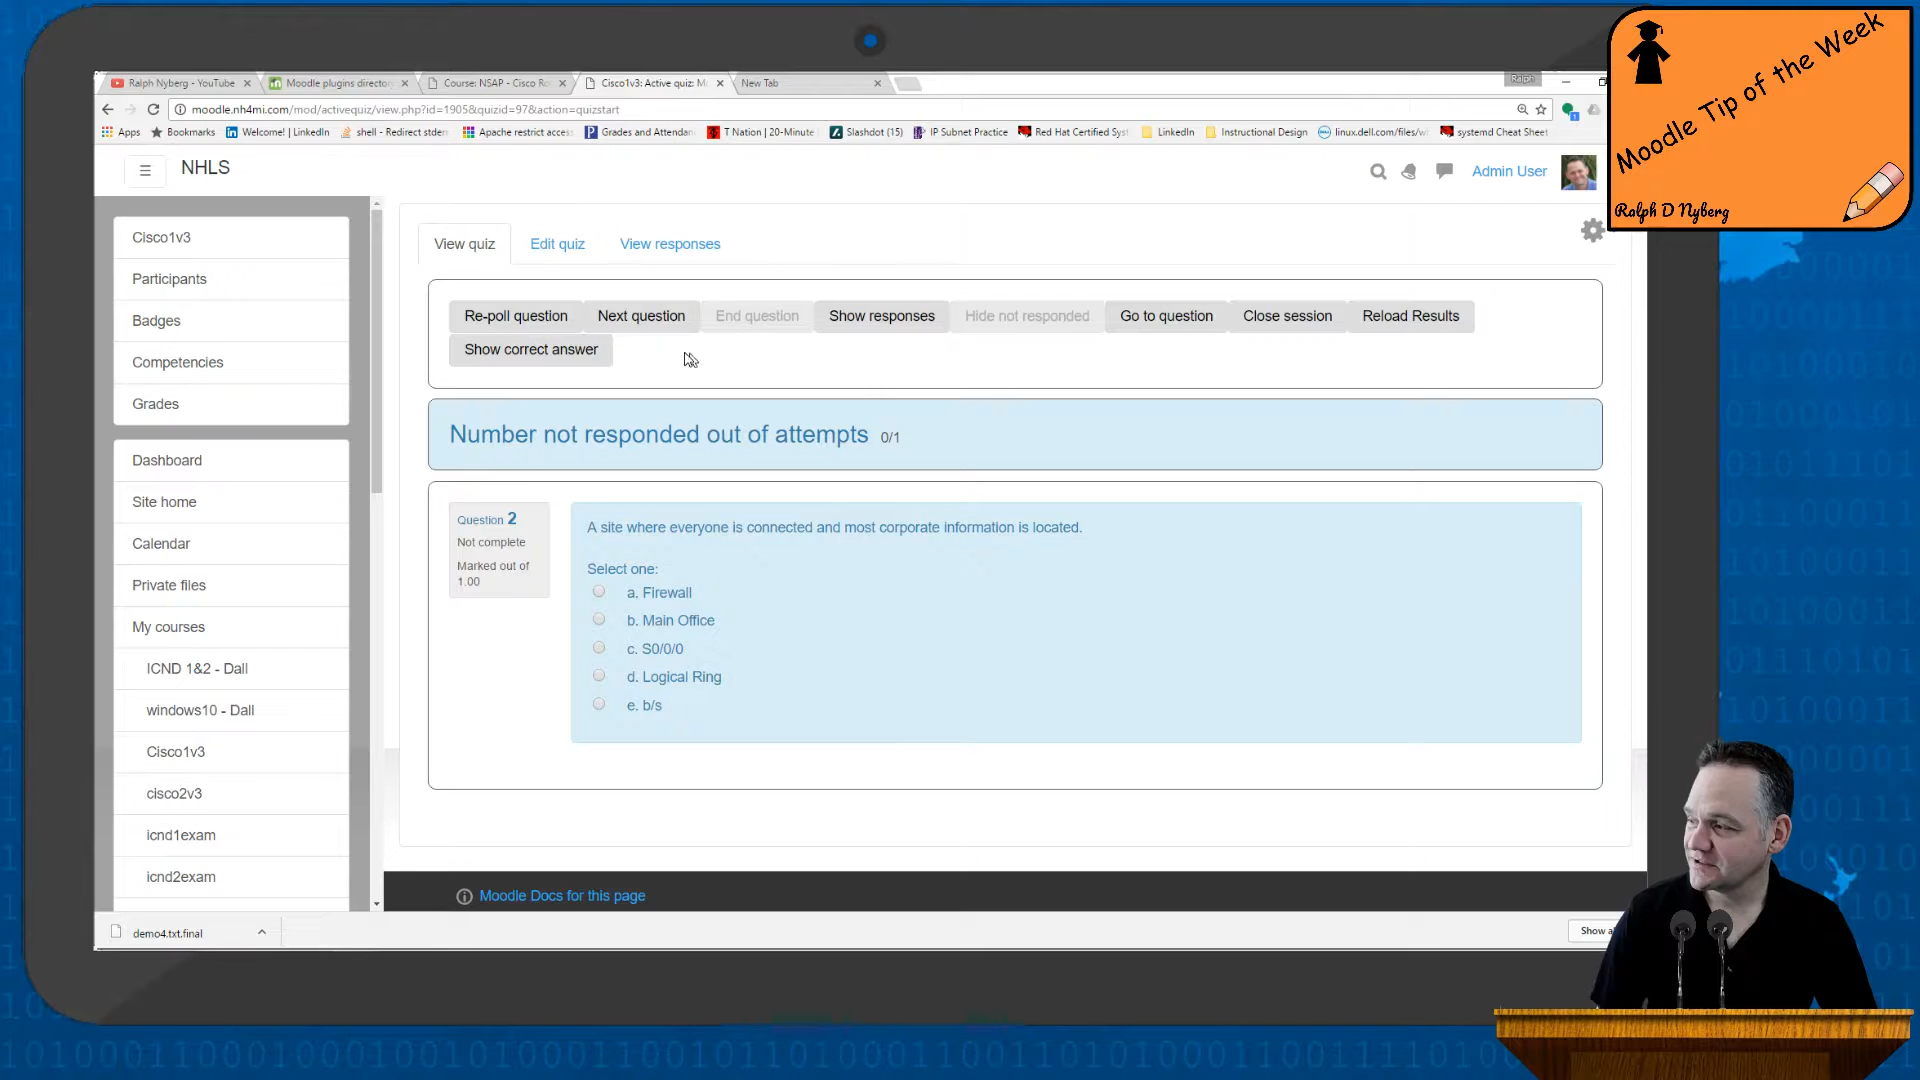 Ralph Nyberg - YouTube
Moodle plugins directory
Course: NSAP - Cisco Ro
Cisco1v3: Active quiz: M
New Tab
Ralph
moodle.nh4mi.com/mod/activequiz/view.php?id=1905&quizid=97&action=quizstart
Apps
Bookmarks
Welcome! | LinkedIn
shell - Redirect stderr
Apache restrict access
Grades and Attendan
T Nation | 20-Minute
Slashdot (15)
IP Subnet Practice
Red Hat Certified Sys
LinkedIn
Instructional Design
linux.dell.com/files/w
systemd Cheat Sheet
Moodle Tip of the Week
Ralph D Nyberg
NHLS
Admin User
Cisco1v3
Participants
Badges
Competencies
Grades
Dashboard
Site home
Calendar
Private files
My courses
ICND 1&2 - Dall
windows10 - Dall
Cisco1v3
cisco2v3
icnd1exam
icnd2exam
View quiz
Edit quiz
View responses
Re-poll question
Next question
End question
Show responses
Hide not responded
Go to question
Close session
Reload Results
Show correct answer
Number not responded out of attempts 0/1
Question 2
Not complete
Marked out of
1.00
A site where everyone is connected and most corporate information is located.
Select one:
a. Firewall
b. Main Office
c. S0/0/0
d. Logical Ring
e. b/s
Moodle Docs for this page
demo4.txt.final
Show a